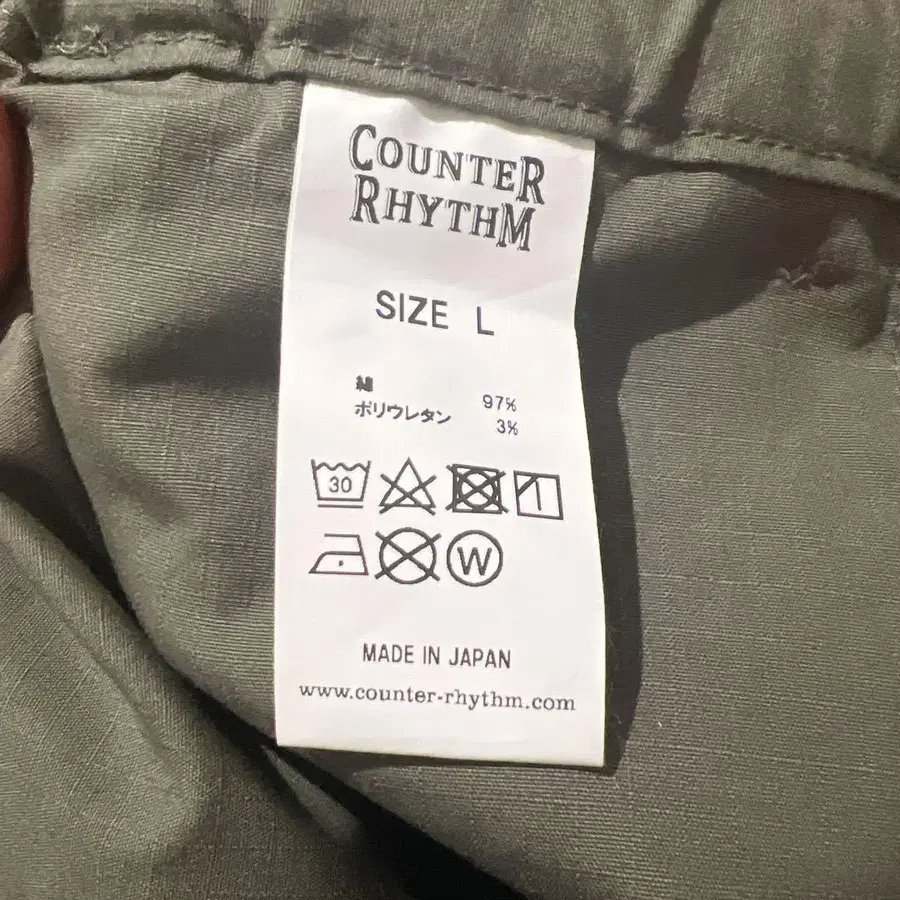 COUNTER
RHYTHM
SIZE L
綿 97%
ポリウレタン 3%
30
W
MADE IN JAPAN
www.counter-rhythm.com